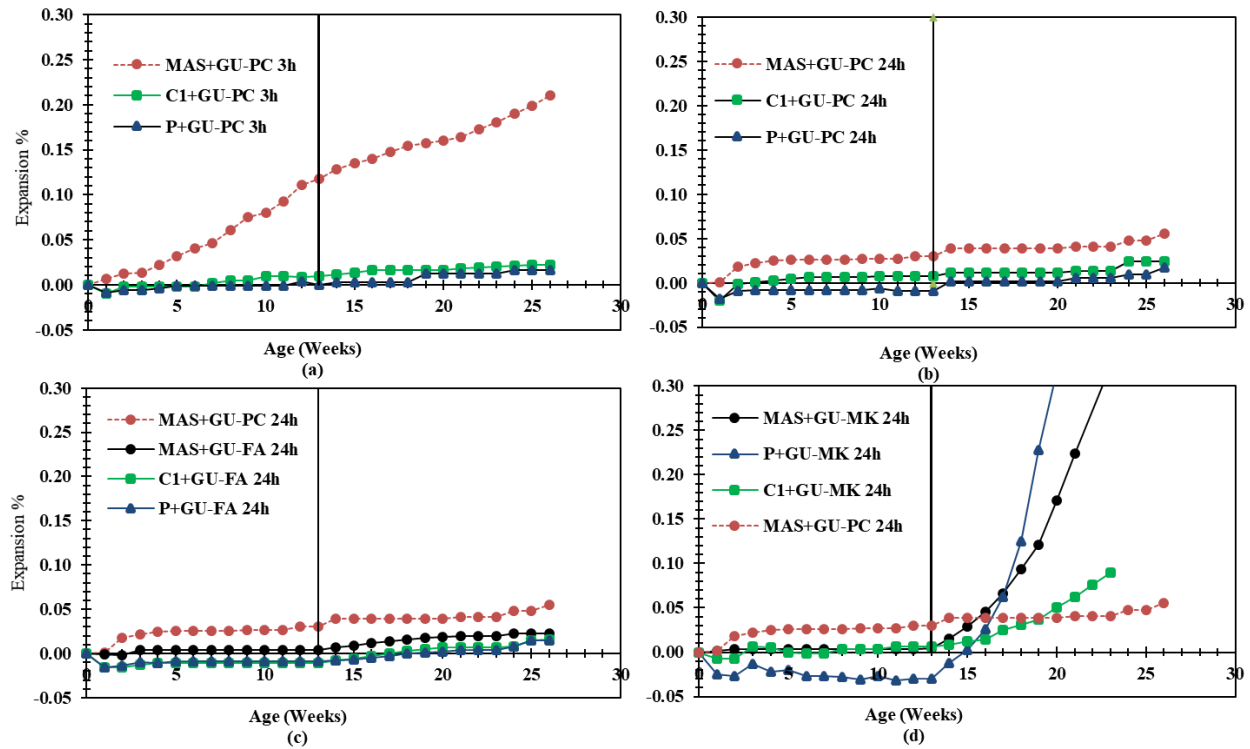 0.30
0.25
0.20
0.15
0.10
0.05
0.00
-0.05
Expansion %
MAS+GU-PC 3h
C1+GU-PC 3h
P+GU-PC 3h
0 5 10 15 20 25 30
Age (Weeks)
(a)
0.30
0.25
0.20
0.15
0.10
0.05
0.00
-0.05
MAS+GU-PC 24h
C1+GU-PC 24h
P+GU-PC 24h
0 5 10 15 20 25 30
Age (Weeks)
(b)
0.30
0.25
0.20
0.15
0.10
0.05
0.00
-0.05
Expansion %
MAS+GU-PC 24h
MAS+GU-FA 24h
C1+GU-FA 24h
P+GU-FA 24h
0 5 10 15 20 25 30
Age (Weeks)
(c)
0.30
0.25
0.20
0.15
0.10
0.05
0.00
-0.05
MAS+GU-MK 24h
P+GU-MK 24h
C1+GU-MK 24h
MAS+GU-PC 24h
0 5 10 15 20 25 30
Age (Weeks)
(d)